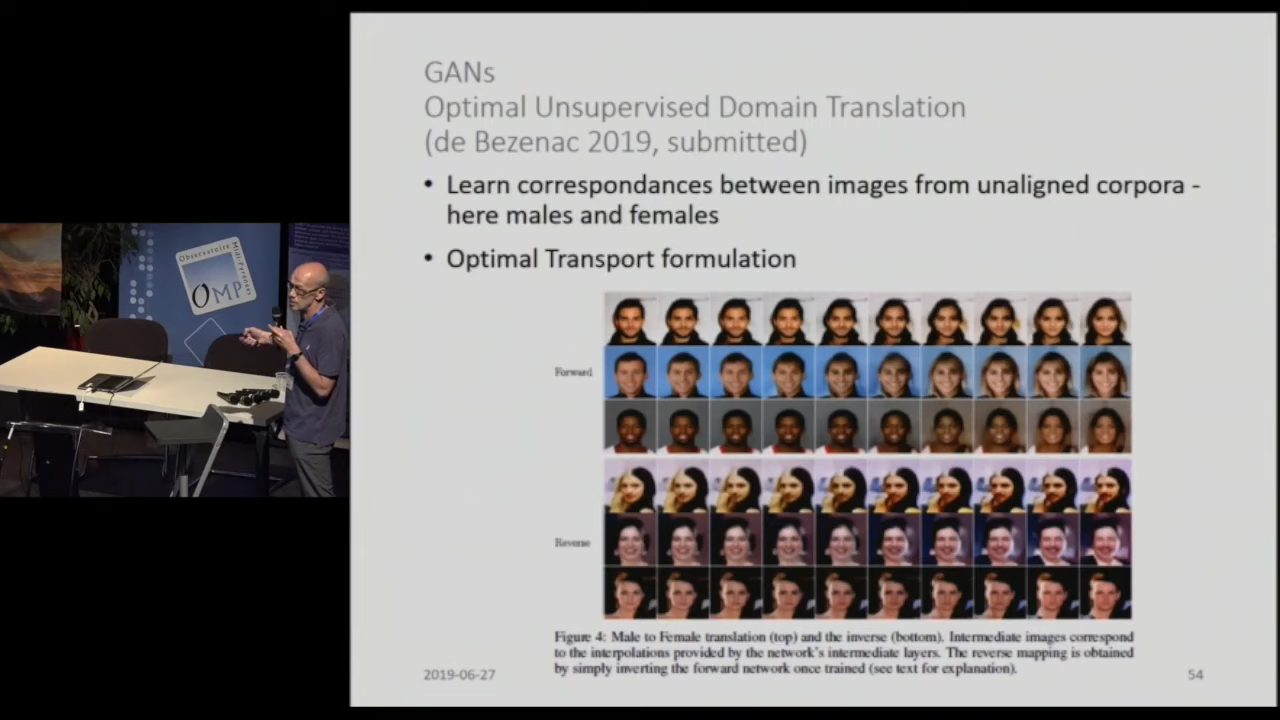 GANs
Optimal Unsupervised Domain Translation
(de Bezenac 2019, submitted)
• Learn correspondances between images from unaligned corpora -
here males and females
• Optimal Transport formulation
Forward
Reverse
Figure 4: Male to Female translation (top) and the inverse (bottom). Intermediate images correspond
to the interpolations provided by the network's intermediate layers. The reverse mapping is obtained
by simply inverting the forward network once trained (see text for explanation).
2019-06-27
54
Observatoire
Midi-Pyrénées
OMP